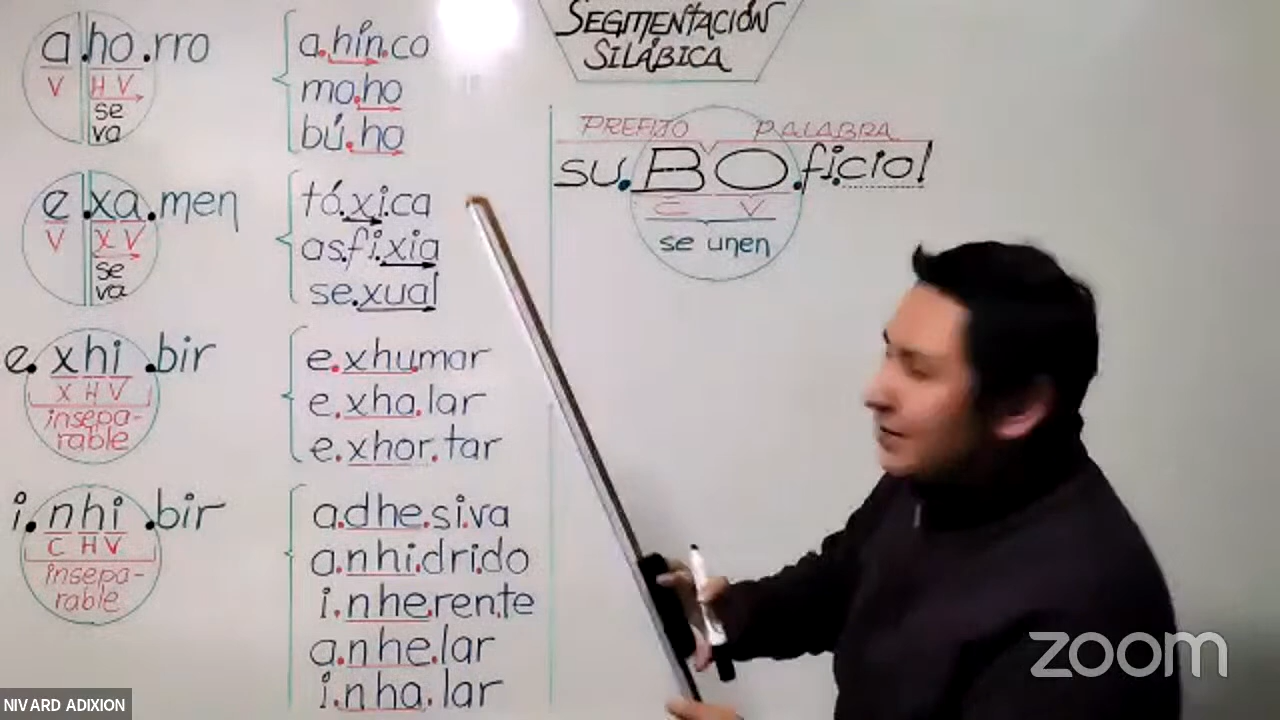 a.ho.rro
V H V
se
va
a.hín.co
mo.ho
bú.ho
e.xa.men
V X V
se
va
tó.xi.ca
as.fi.xia
se.xual
e.xhi.bir
X H V
insepa-
rable
e.xhumar
e.xha.lar
e.xhor.tar
i.nhi.bir
C H V
insepa-
rable
a.dhe.si.va
a.nhi.dri.do
i.nhe.ren.te
a.nhe.lar
i.nha.lar
SEGMENTACIÓN
SILÁBICA
PREFIJO PALABRA
su.BO.fi.cial
C V
se unen
zoom
NIVARD ADIXION